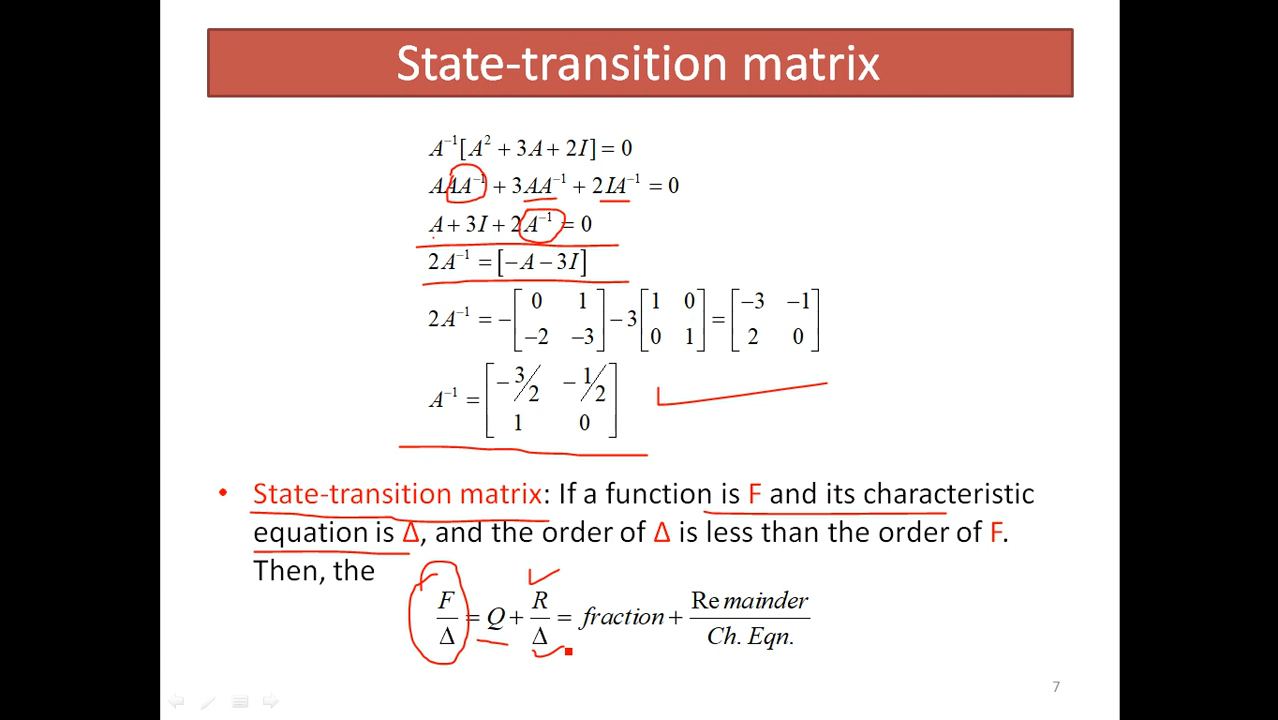 State-transition matrix
A⁻¹[A² + 3A + 2I] = 0
AAA⁻¹ + 3AA⁻¹ + 2IA⁻¹ = 0
A + 3I + 2A⁻¹ = 0
2A⁻¹ = [−A − 3I]
2A⁻¹ = −[0 1; −2 −3] − 3[1 0; 0 1] = [−3 −1; 2 0]
A⁻¹ = [−3/2 −1/2; 1 0]
• State-transition matrix: If a function is F and its characteristic
equation is Δ, and the order of Δ is less than the order of F.
Then, the
F/Δ = Q + R/Δ = fraction + Remainder/Ch. Eqn.
7